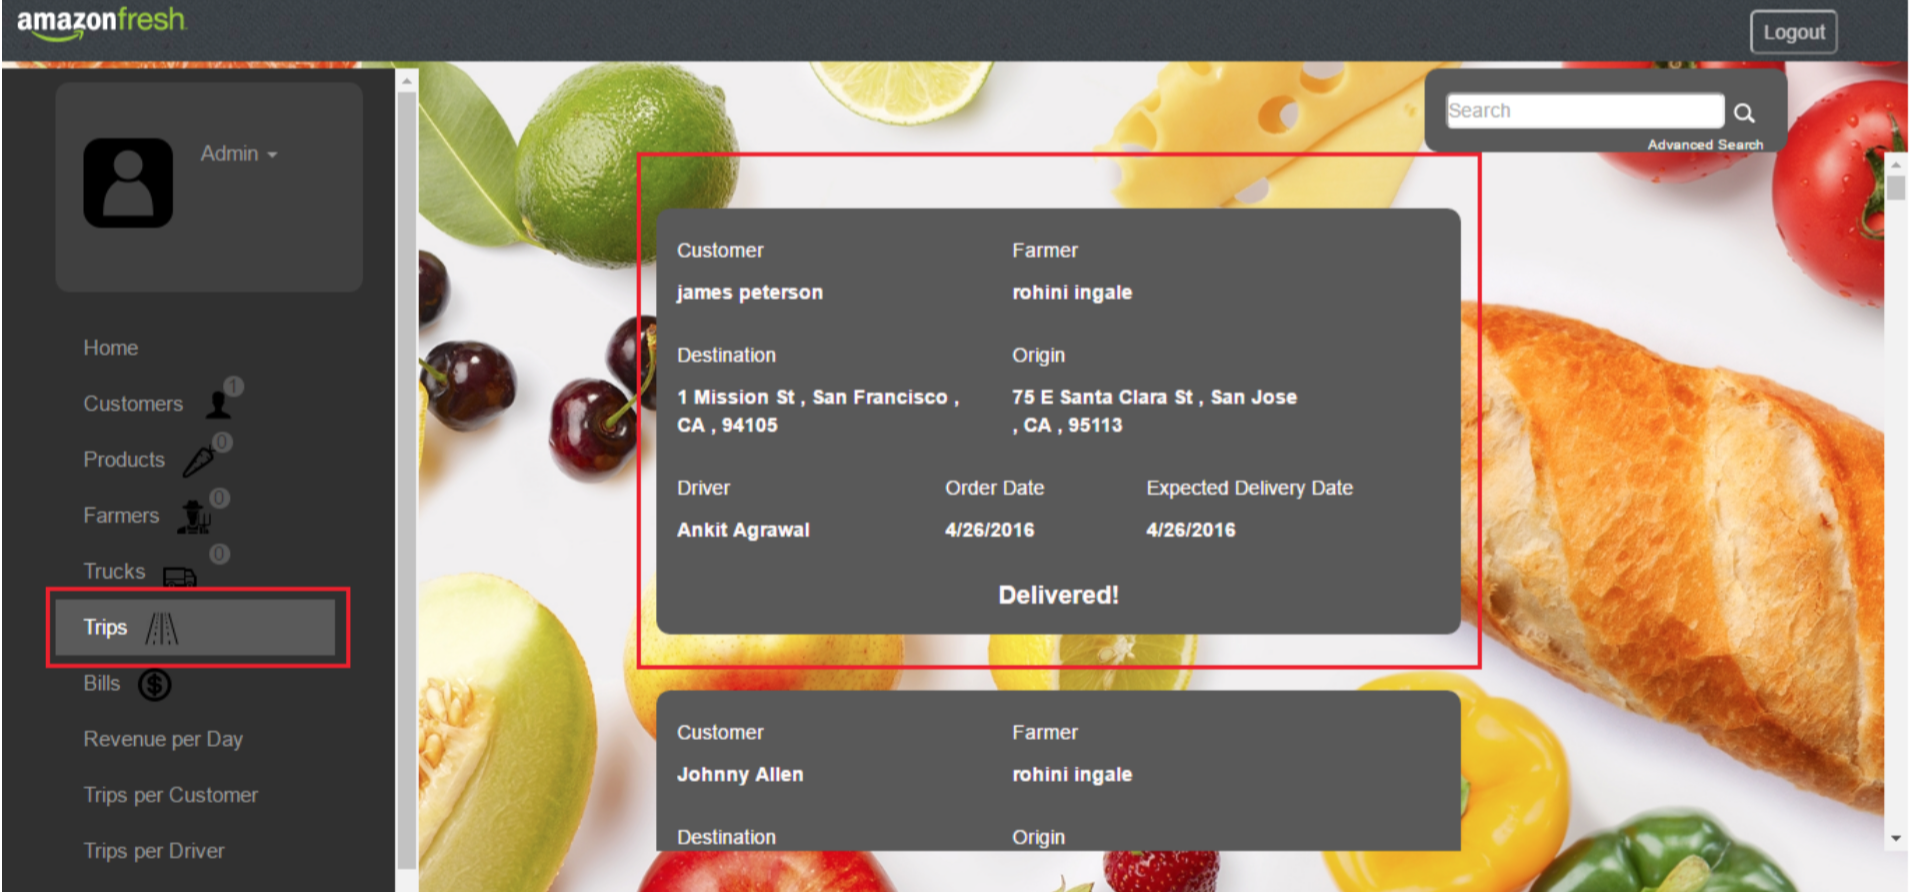 amazonfresh
Logout
Search
Advanced Search
Admin
Home
Customers 1
Products 0
Farmers 0
Trucks 0
Trips
Bills $
Revenue per Day
Trips per Customer
Trips per Driver
Customer Farmer
james peterson rohini ingale
Destination Origin
1 Mission St , San Francisco , 75 E Santa Clara St , San Jose
CA , 94105 , CA , 95113
Driver Order Date Expected Delivery Date
Ankit Agrawal 4/26/2016 4/26/2016
Delivered!
Customer Farmer
Johnny Allen rohini ingale
Destination Origin